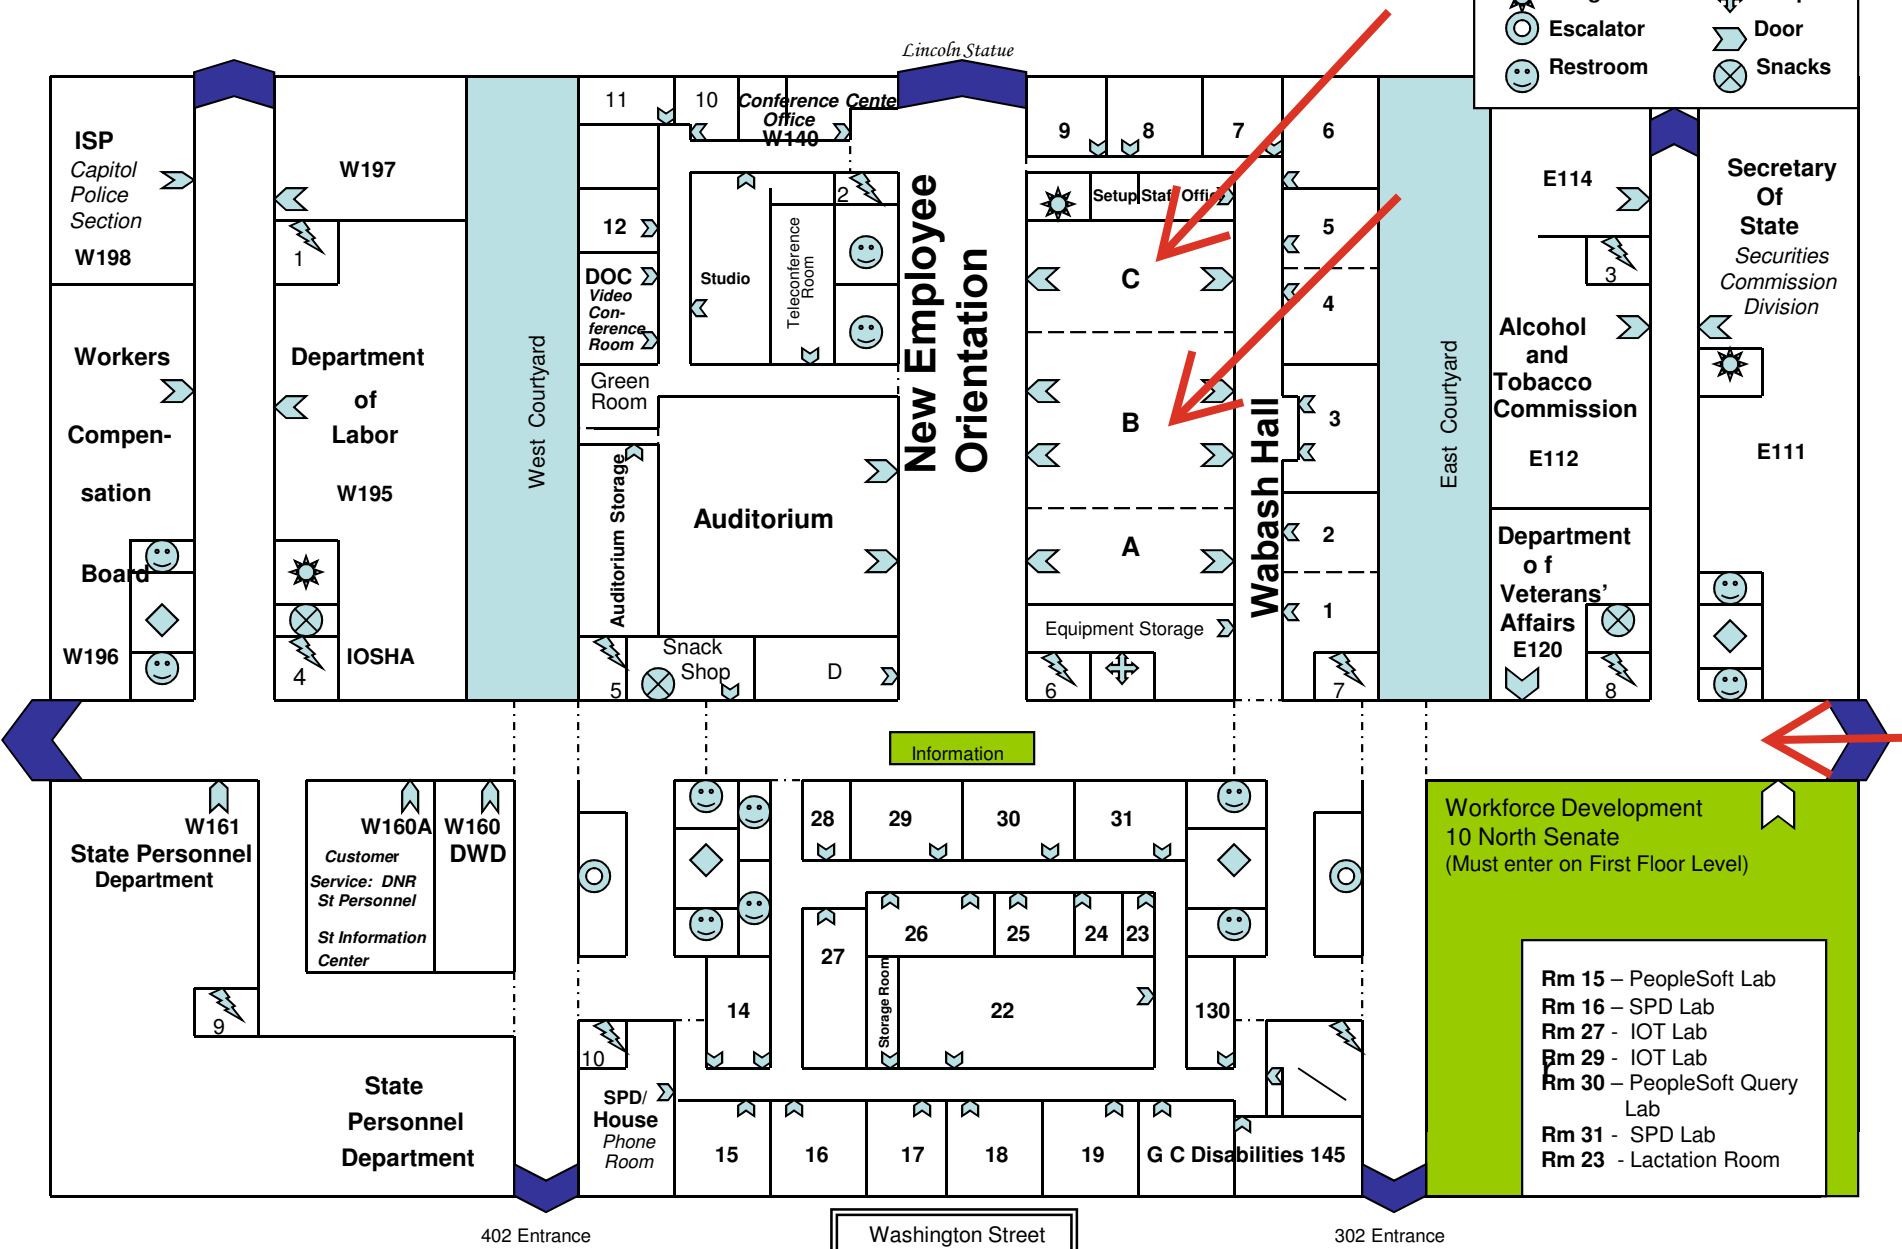 Lincoln Statue
Escalator
Door
Restroom
Snacks
ISP
Capitol
Police
Section
W198
W197
1
11
10
Conference Cente
Office
W140
2
12
DOC
Video
Con-
ference
Room
Studio
Teleconference
Room
Green
Room
New Employee
Orientation
9
8
7
6
Setup
Staff Office
C
B
A
5
4
3
2
1
Wabash Hall
E114
3
Secretary
Of
State
Securities
Commission
Division
E111
Alcohol
and
Tobacco
Commission
E112
Workers
Compen-
sation
Board
W196
Department
of
Labor
W195
IOSHA
4
West Courtyard
East Courtyard
Auditorium Storage
Auditorium
Snack
Shop
5
D
Equipment Storage
6
7
Department
o f
Veterans’
Affairs
E120
8
Information
W161
State Personnel
Department
W160A
Customer
Service: DNR
St Personnel
St Information
Center
W160
DWD
9
State
Personnel
Department
28
29
30
31
27
26
25
24
23
Storage Room
22
14
130
10
SPD/
House
Phone
Room
15
16
17
18
19
G C Disabilities 145
Workforce Development
10 North Senate
(Must enter on First Floor Level)
Rm 15 – PeopleSoft Lab
Rm 16 – SPD Lab
Rm 27 - IOT Lab
Rm 29 - IOT Lab
r
Rm 30 – PeopleSoft Query
Lab
Rm 31 - SPD Lab
Rm 23 - Lactation Room
402 Entrance
Washington Street
302 Entrance